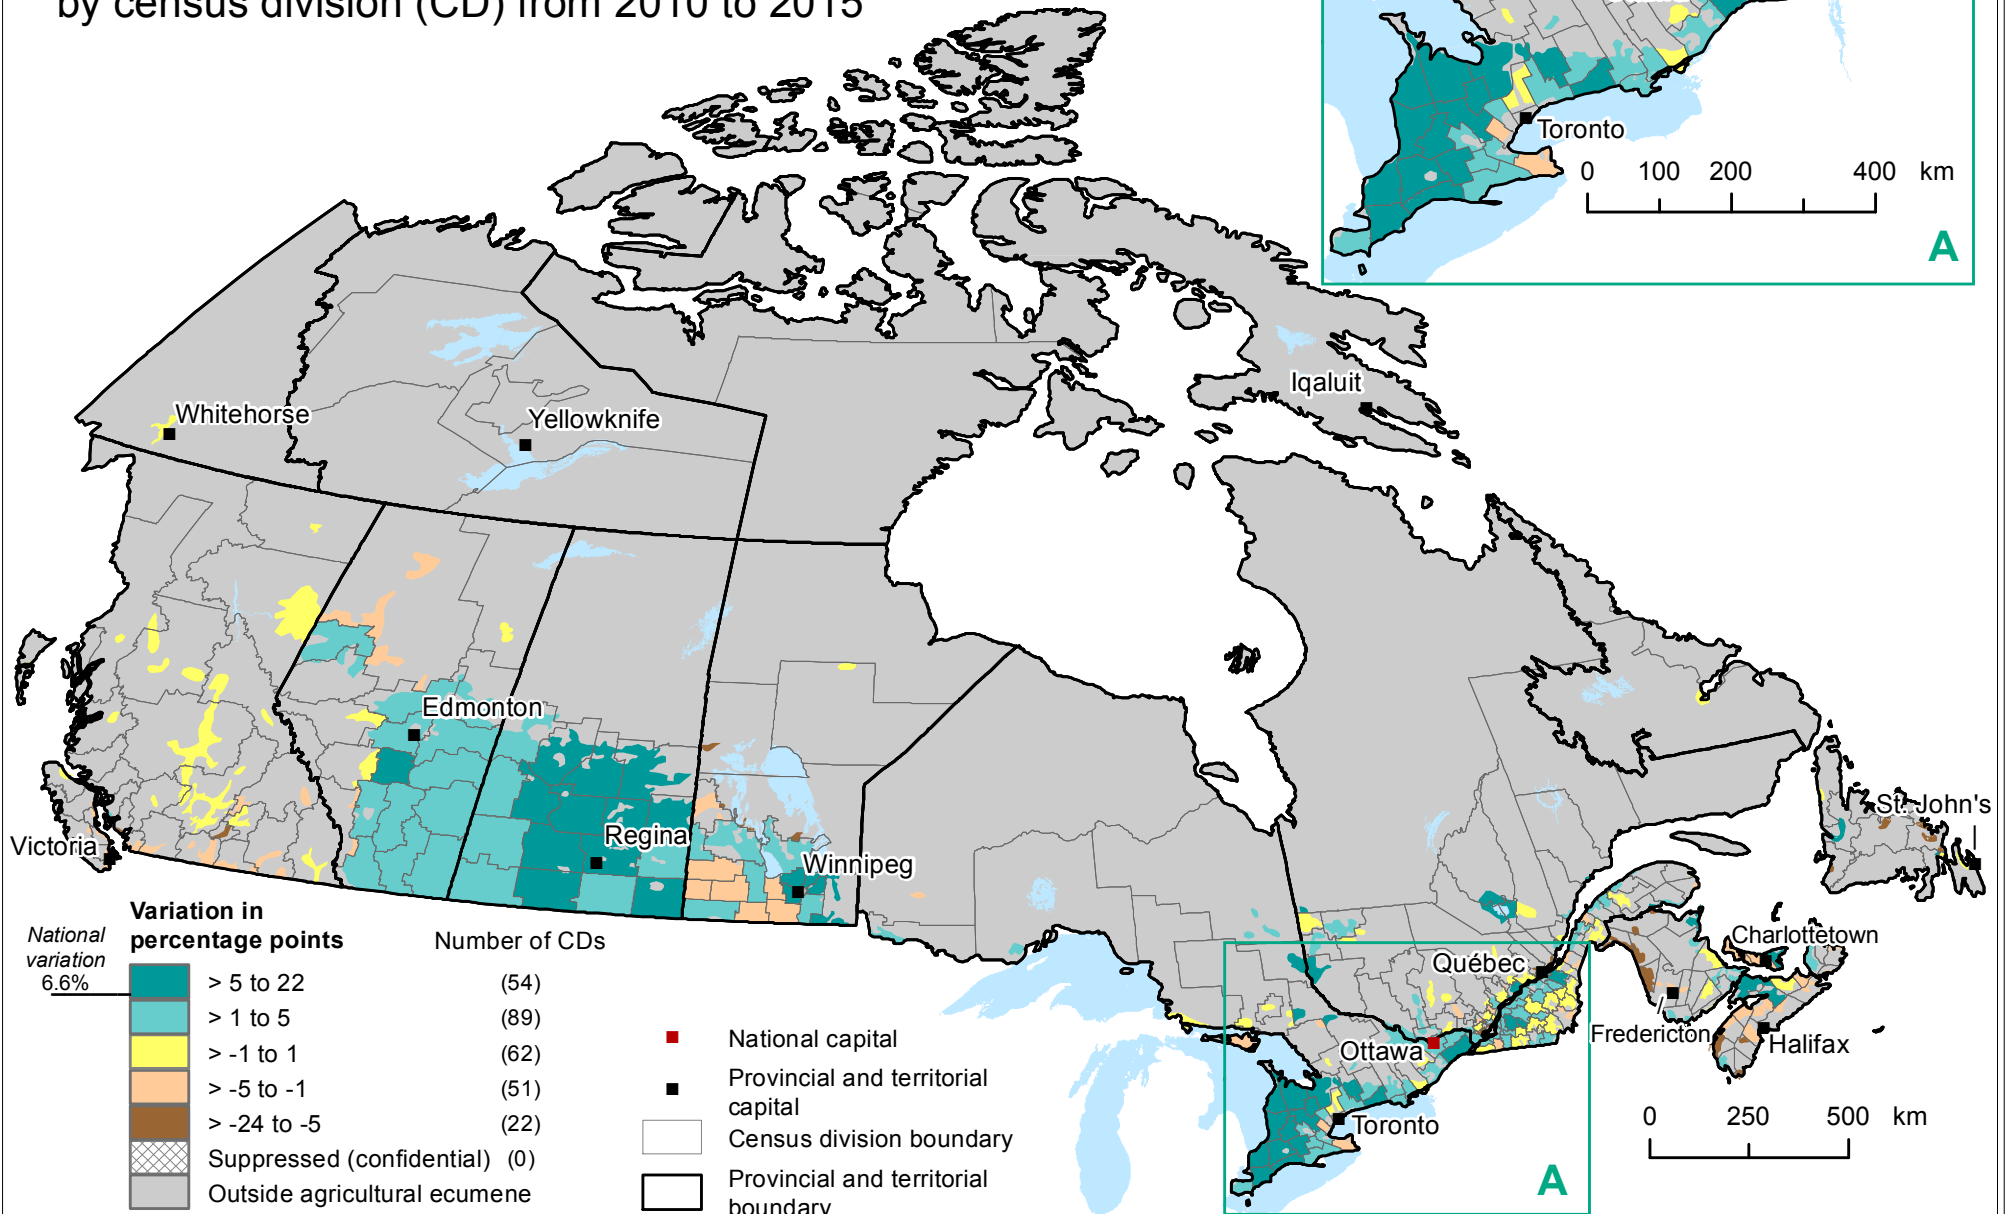 by census division (CD) from 2010 to 2015
Toronto
0 100 200 400 km
A
Iqaluit
Whitehorse
Yellowknife
Edmonton
Regina
Winnipeg
Victoria
St. John's
Charlottetown
Québec
Fredericton
Halifax
Ottawa
Toronto
A
0 250 500 km
National
variation
6.6%
Variation in
percentage points
Number of CDs
> 5 to 22 (54)
> 1 to 5 (89)
> -1 to 1 (62)
> -5 to -1 (51)
> -24 to -5 (22)
Suppressed (confidential) (0)
Outside agricultural ecumene
National capital
Provincial and territorial
capital
Census division boundary
Provincial and territorial
boundary